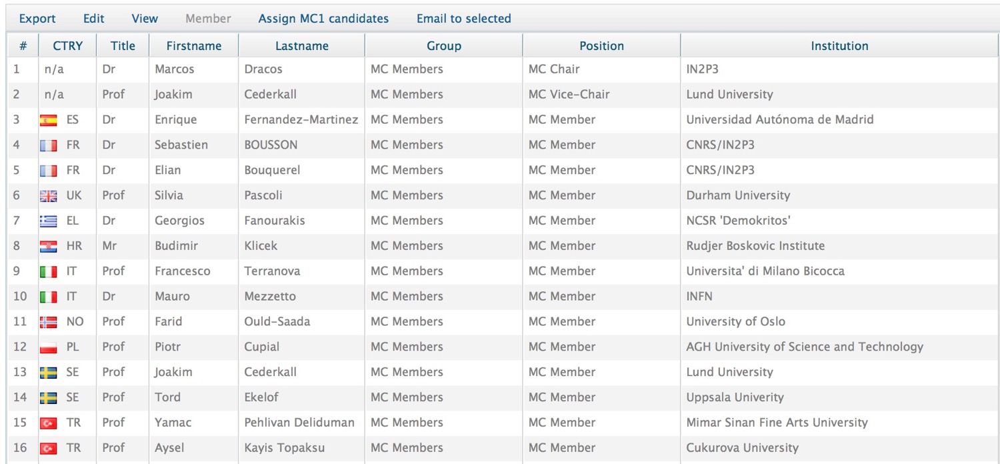 Export Edit View Member Assign MC1 candidates Email to selected
# CTRY Title Firstname Lastname Group Position Institution
1 n/a Dr Marcos Dracos MC Members MC Chair IN2P3
2 n/a Prof Joakim Cederkall MC Members MC Vice-Chair Lund University
3 ES Dr Enrique Fernandez-Martinez MC Members MC Member Universidad Autónoma de Madrid
4 FR Dr Sebastien BOUSSON MC Members MC Member CNRS/IN2P3
5 FR Dr Elian Bouquerel MC Members MC Member CNRS/IN2P3
6 UK Prof Silvia Pascoli MC Members MC Member Durham University
7 EL Dr Georgios Fanourakis MC Members MC Member NCSR 'Demokritos'
8 HR Mr Budimir Klicek MC Members MC Member Rudjer Boskovic Institute
9 IT Prof Francesco Terranova MC Members MC Member Universita' di Milano Bicocca
10 IT Dr Mauro Mezzetto MC Members MC Member INFN
11 NO Prof Farid Ould-Saada MC Members MC Member University of Oslo
12 PL Prof Piotr Cupial MC Members MC Member AGH University of Science and Technology
13 SE Prof Joakim Cederkall MC Members MC Member Lund University
14 SE Prof Tord Ekelof MC Members MC Member Uppsala Univerity
15 TR Prof Yamac Pehlivan Deliduman MC Members MC Member Mimar Sinan Fine Arts University
16 TR Prof Aysel Kayis Topaksu MC Members MC Member Cukurova University